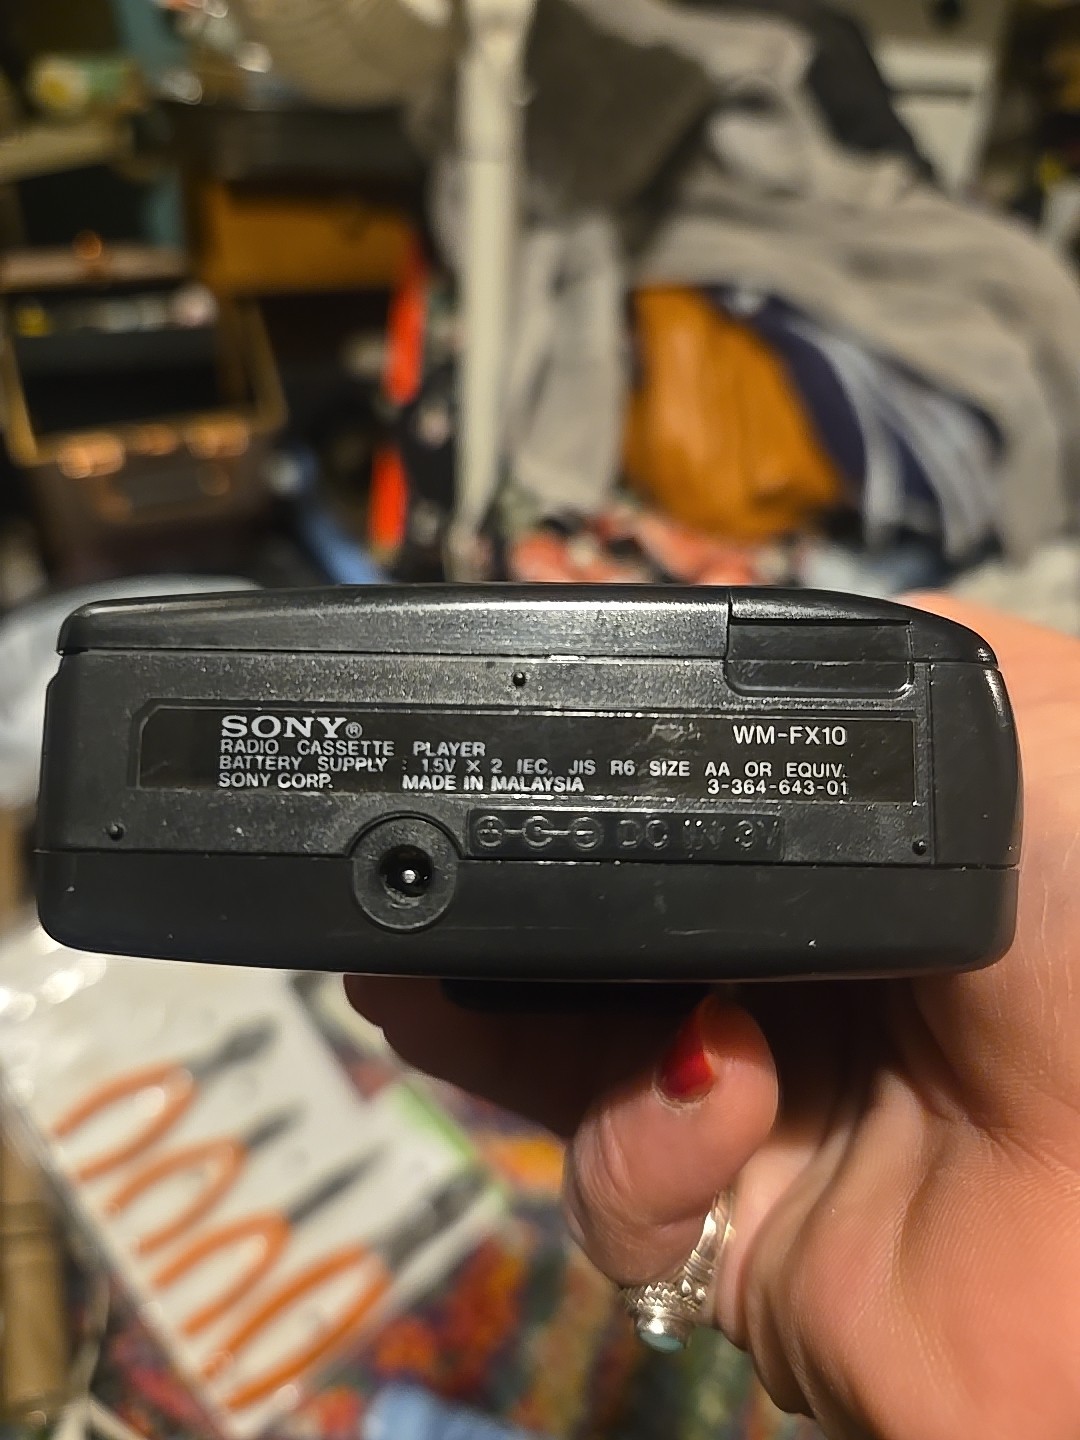 SONY®
WM-FX10
RADIO CASSETTE PLAYER
BATTERY SUPPLY : 1.5V × 2 IEC, JIS R6 SIZE AA OR EQUIV.
SONY CORP. MADE IN MALAYSIA 3-364-643-01
DC IN 3V